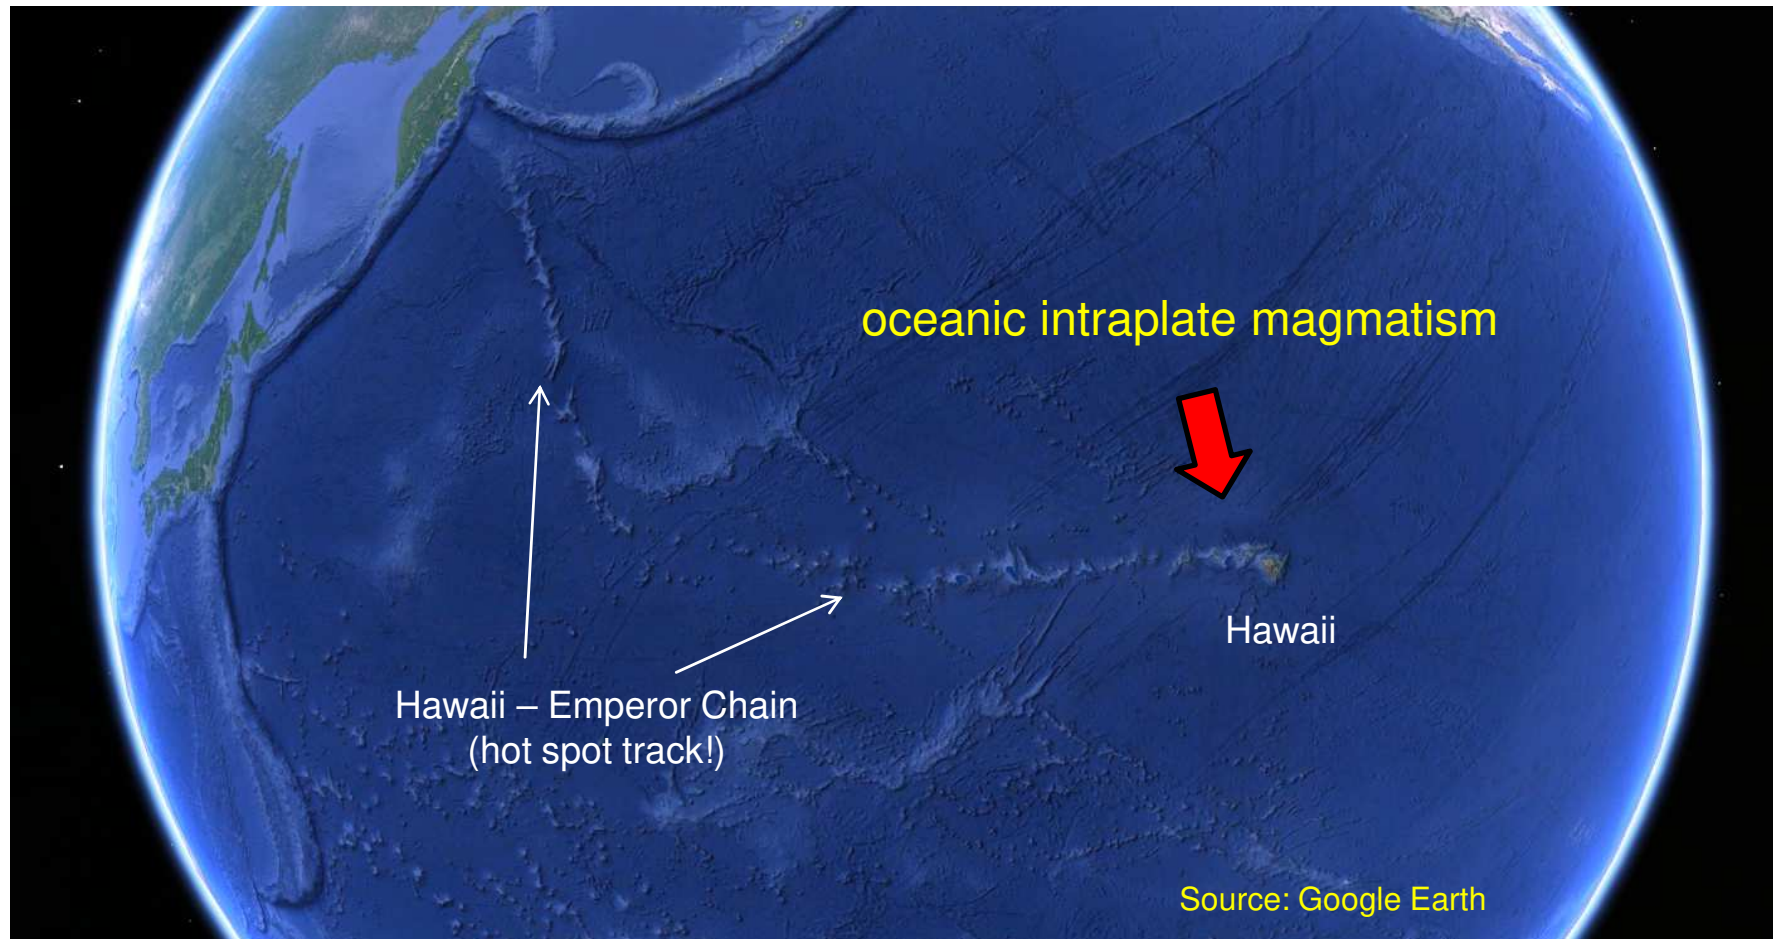 oceanic intraplate magmatism
Hawaii
Hawaii – Emperor Chain
(hot spot track!)
Source: Google Earth